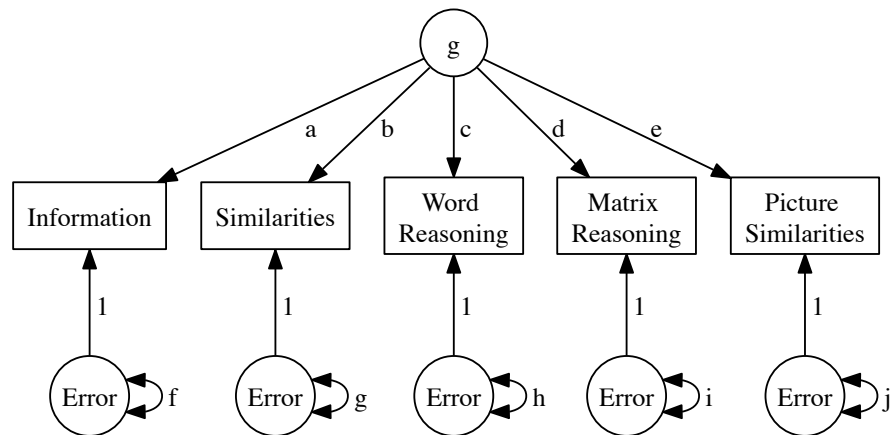 g
a
b
c
d
e
Information
Similarities
Word
Reasoning
Matrix
Reasoning
Picture
Similarities
1
1
1
1
1
Error
f
Error
g
Error
h
Error
i
Error
j